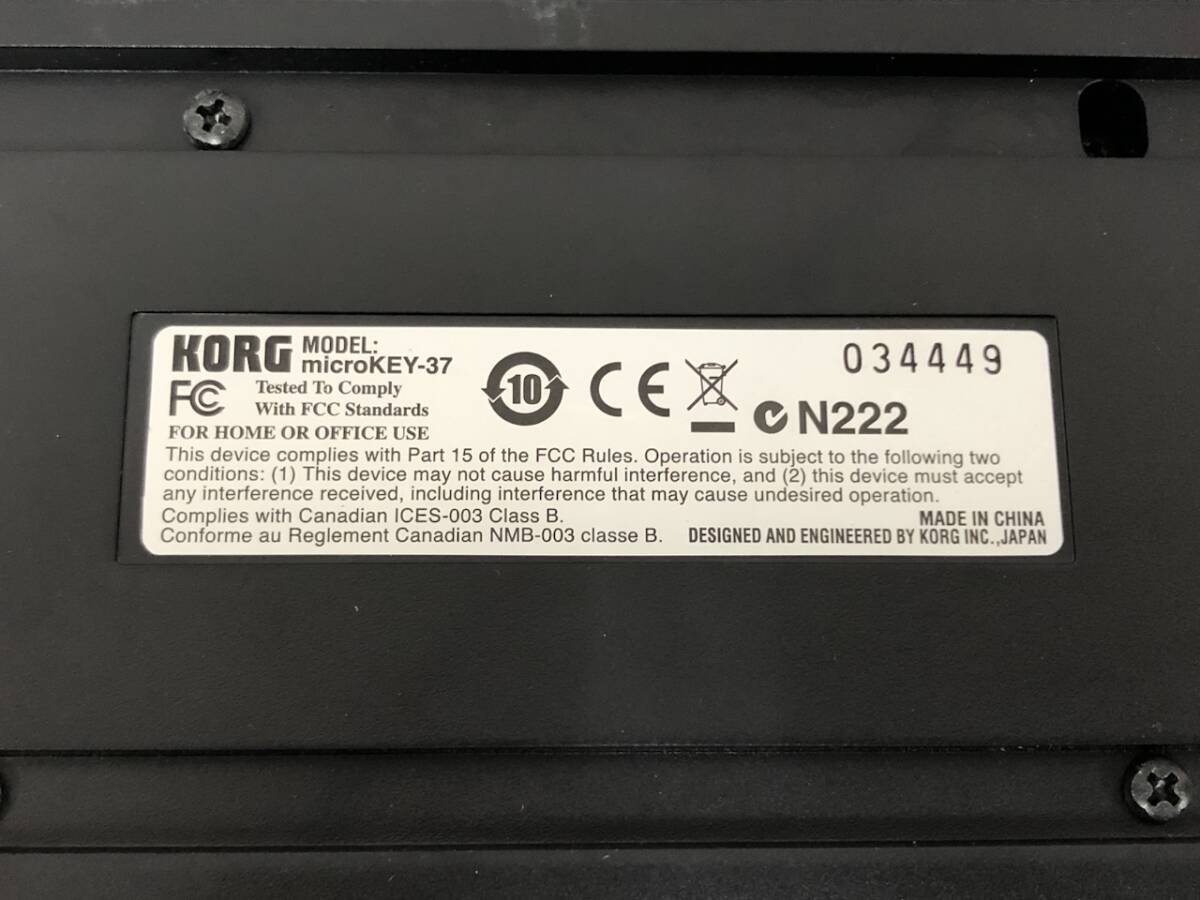 KORG MODEL:
microKEY-37
034449
FC Tested To Comply
With FCC Standards
10 CE N222
FOR HOME OR OFFICE USE
This device complies with Part 15 of the FCC Rules. Operation is subject to the following two
conditions: (1) This device may not cause harmful interference, and (2) this device must accept
any interference received, including interference that may cause undesired operation.
Complies with Canadian ICES-003 Class B.
Conforme au Reglement Canadien NMB-003 classe B.
MADE IN CHINA
DESIGNED AND ENGINEERED BY KORG INC.,JAPAN